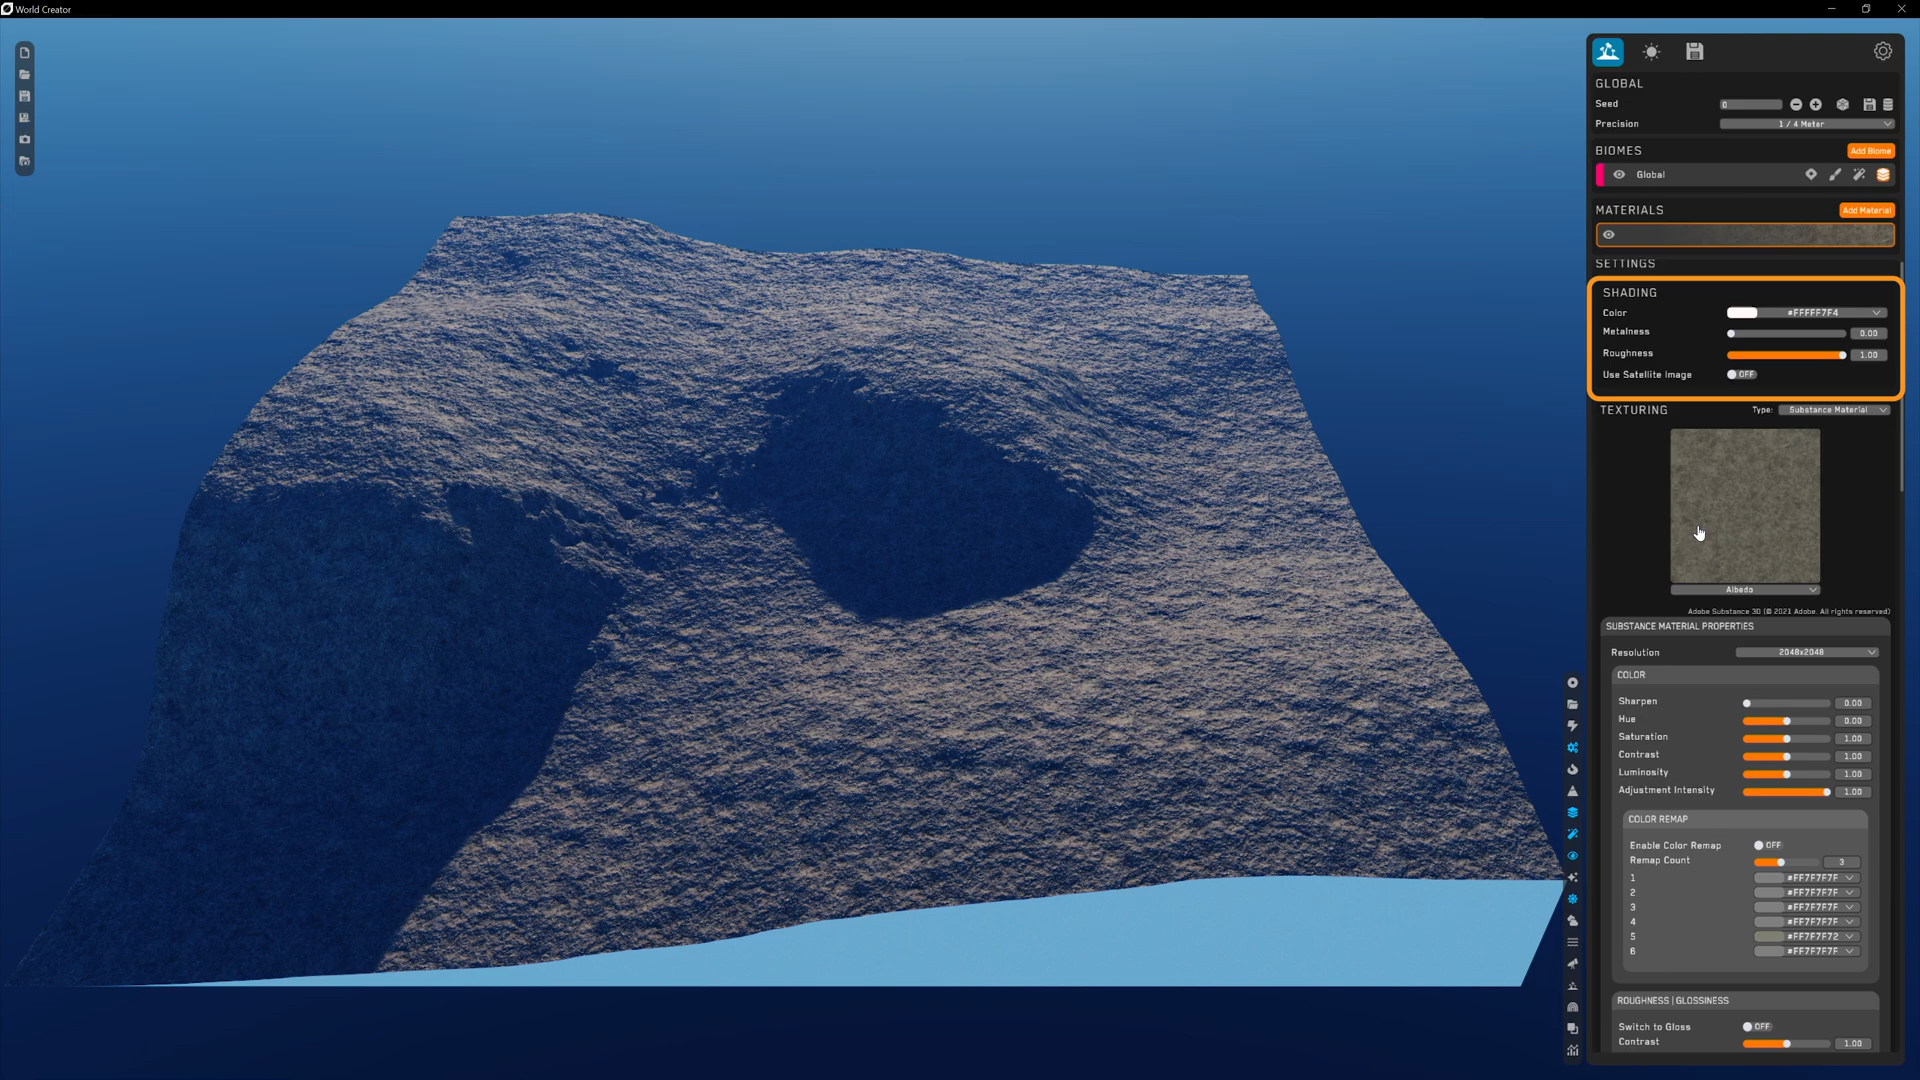 World Creator
GLOBAL
Seed 0
Precision 1 / 4 Meter
BIOMES Add Biome
Global
MATERIALS Add Material
SETTINGS
SHADING
Color #FFFFF7F4
Metalness 0.00
Roughness 1.00
Use Satellite Image OFF
TEXTURING Type: Substance Material
Albedo
Adobe Substance 3D (© 2021 Adobe. All rights reserved)
SUBSTANCE MATERIAL PROPERTIES
Resolution 2048x2048
COLOR
Sharpen 0.00
Hue 0.00
Saturation 1.00
Contrast 1.00
Luminosity 1.00
Adjustment Intensity 1.00
COLOR REMAP
Enable Color Remap OFF
Remap Count 3
1 #FF7F7F7F
2 #FF7F7F7F
3 #FF7F7F7F
4 #FF7F7F7F
5 #FF7F7F72
6 #FF7F7F7F
ROUGHNESS | GLOSSINESS
Switch to Gloss OFF
Contrast 1.00